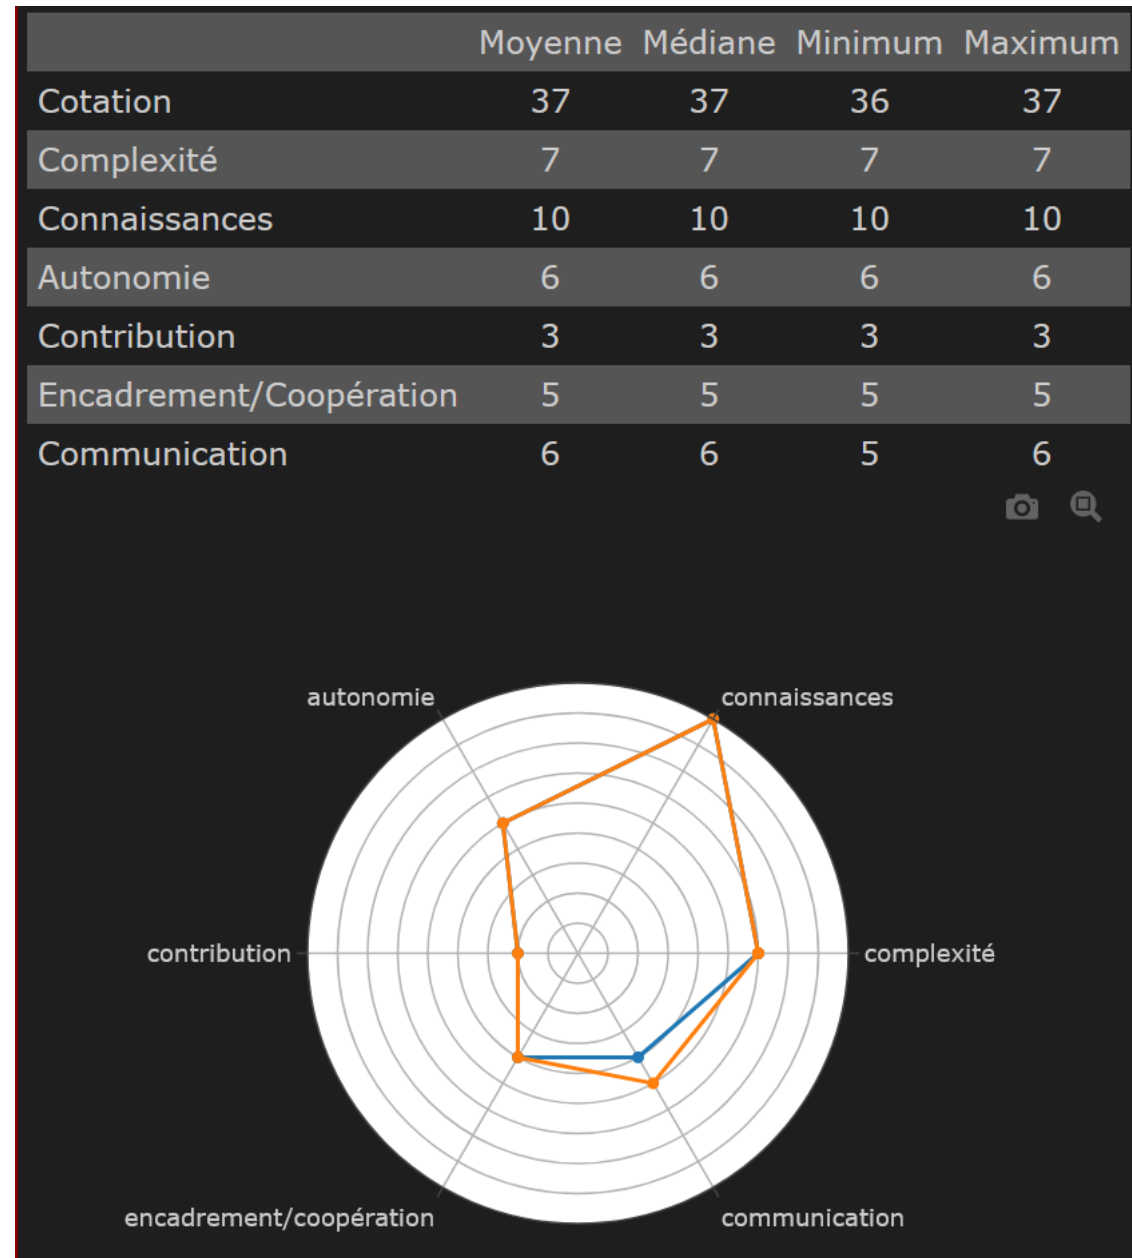 Moyenne Médiane Minimum Maximum
Cotation 37 37 36 37
Complexité 7 7 7 7
Connaissances 10 10 10 10
Autonomie 6 6 6 6
Contribution 3 3 3 3
Encadrement/Coopération 5 5 5 5
Communication 6 6 5 6
autonomie connaissances
contribution complexité
encadrement/coopération communication